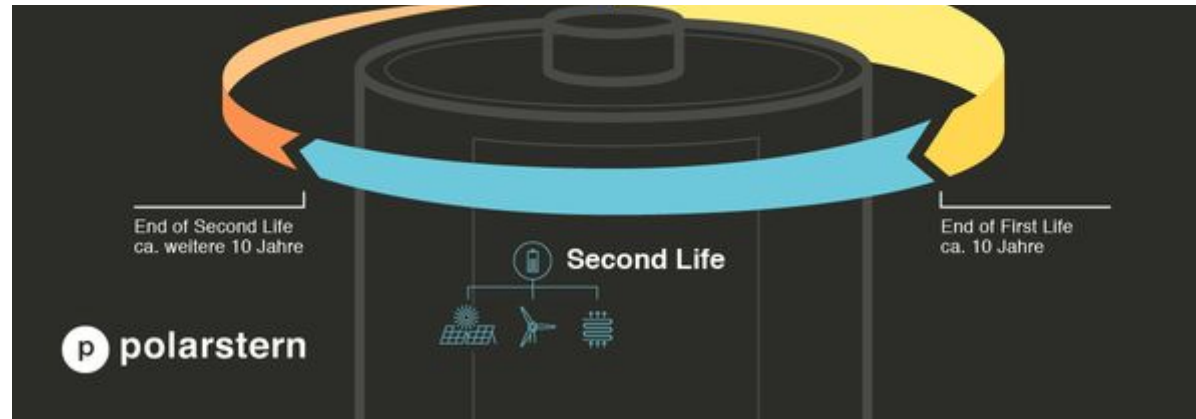 End of Second Life
ca. weitere 10 Jahre
End of First Life
ca. 10 Jahre
Second Life
p polarstern